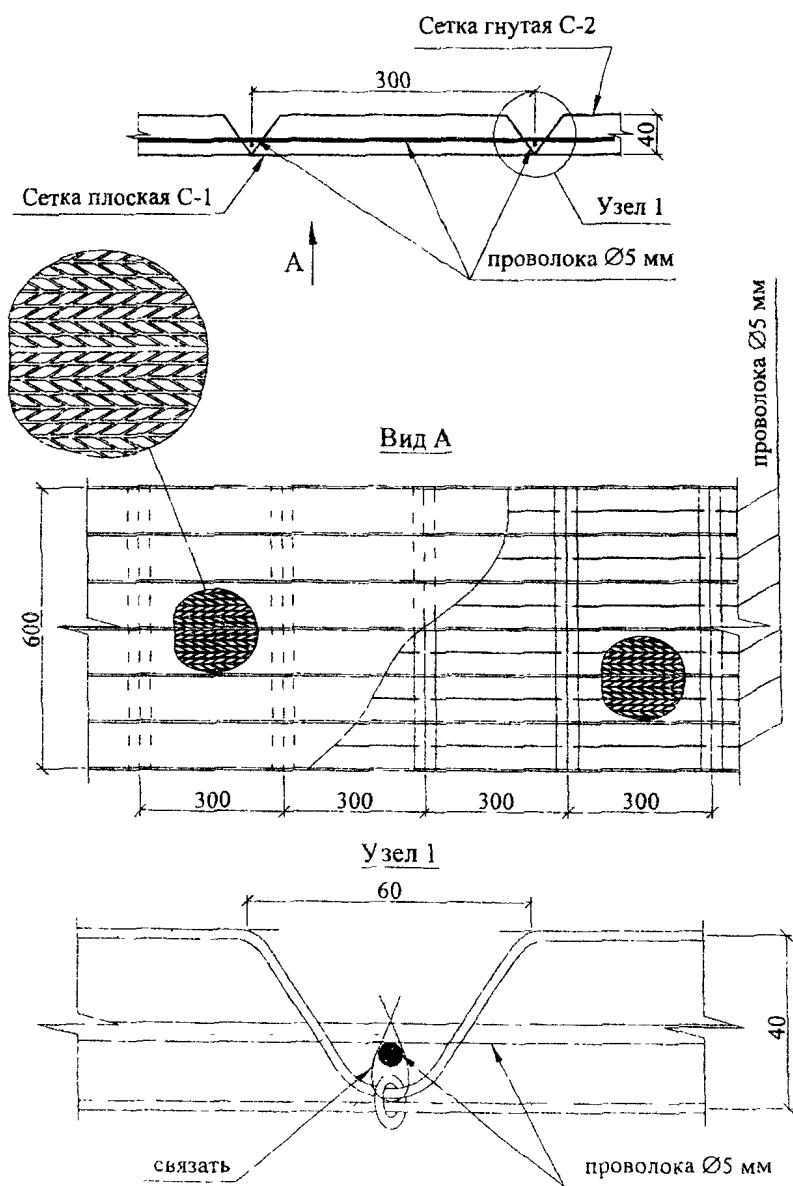 Сетка гнутая С-2
300
40
Сетка плоская С-1
Узел 1
А
проволока Ø5 мм
проволока Ø5 мм
Вид А
600
300
300
300
300
Узел 1
60
40
связать
проволока Ø5 мм